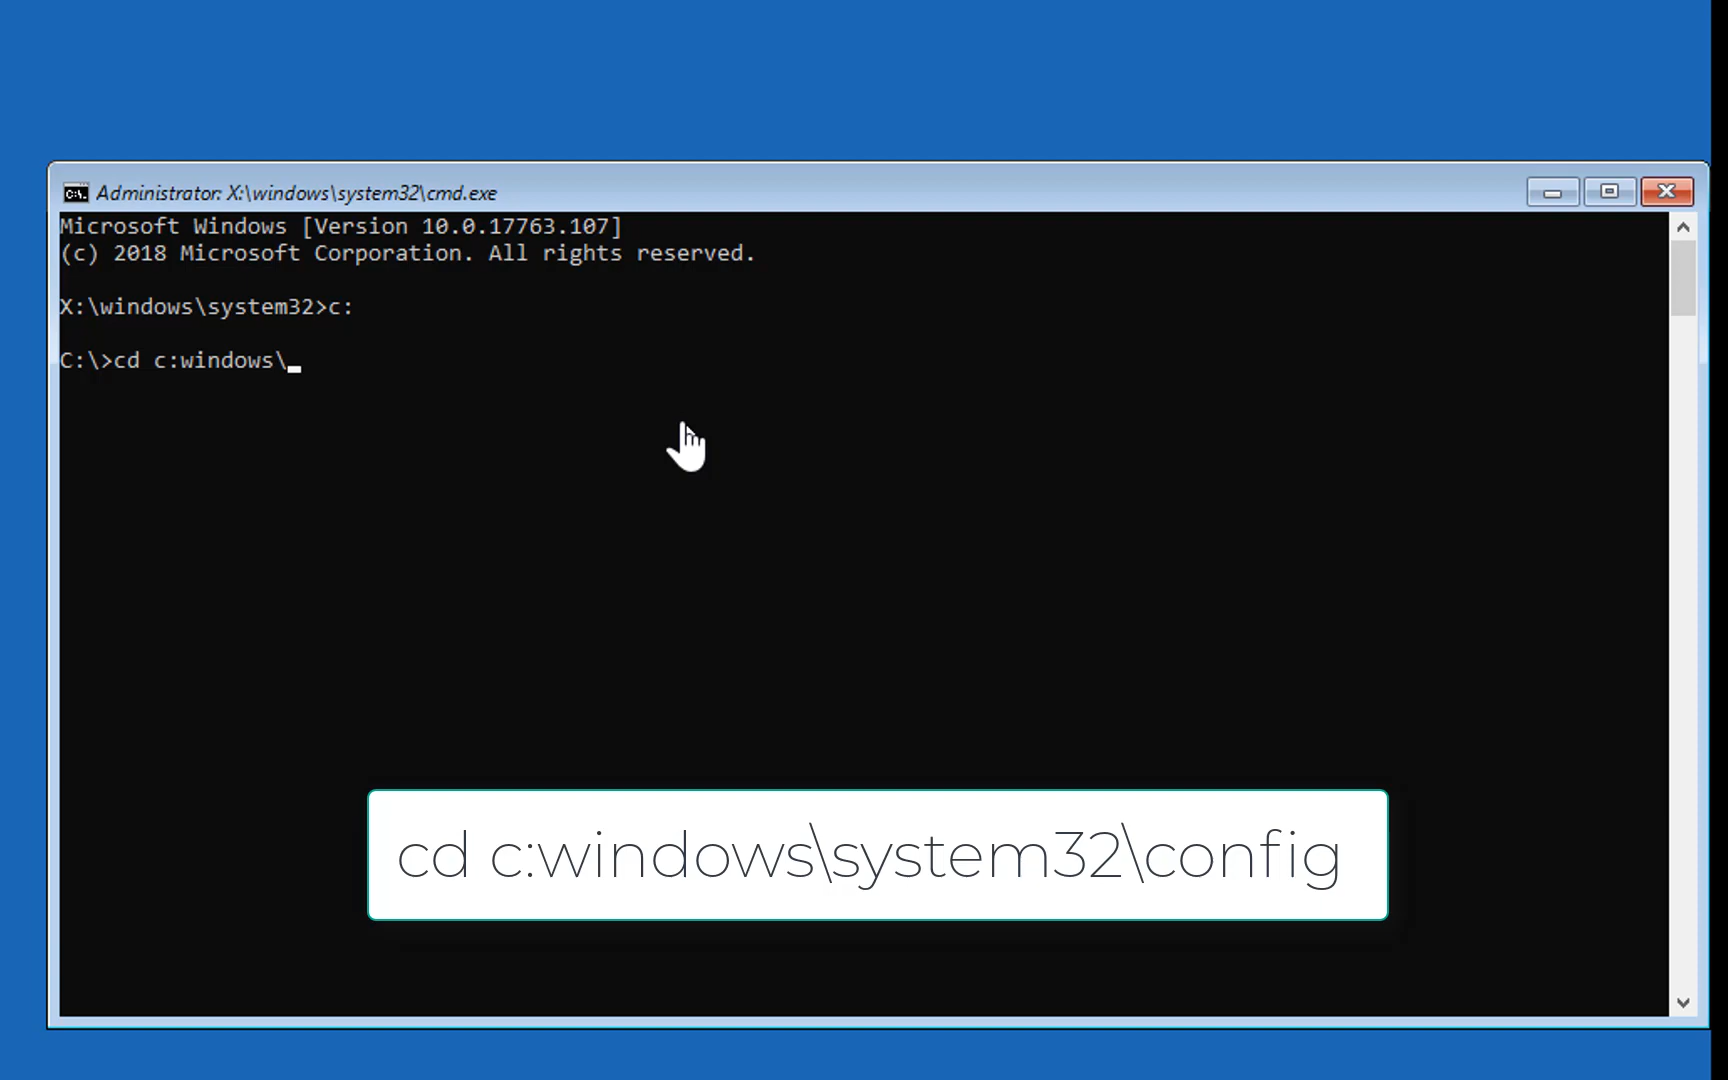 Administrator: X:\windows\system32\cmd.exe
Microsoft Windows [Version 10.0.17763.107]
(c) 2018 Microsoft Corporation. All rights reserved.
X:\windows\system32>c:
C:\>cd c:windows\
cd c:windows\system32\config